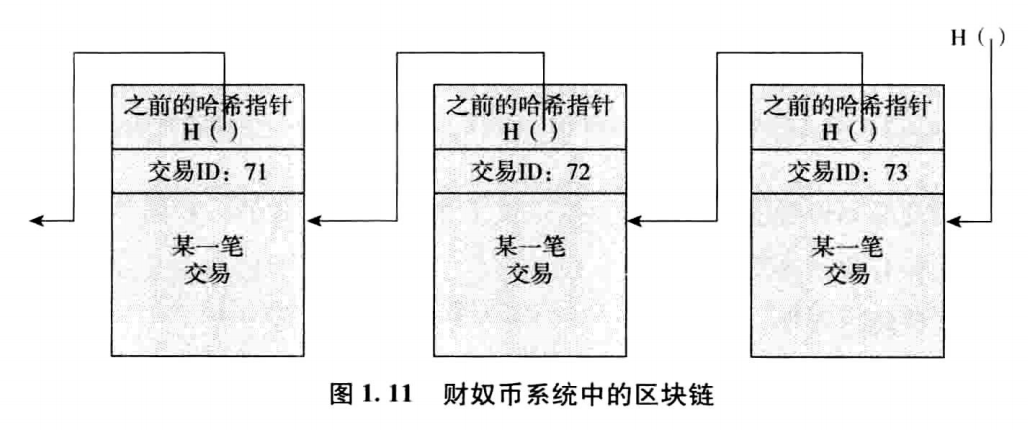 H( )
之前的哈希指针
H( )
交易ID：71
某一笔
交易
之前的哈希指针
H( )
交易ID：72
某一笔
交易
之前的哈希指针
H( )
交易ID：73
某一笔
交易
图 1.11 财奴币系统中的区块链